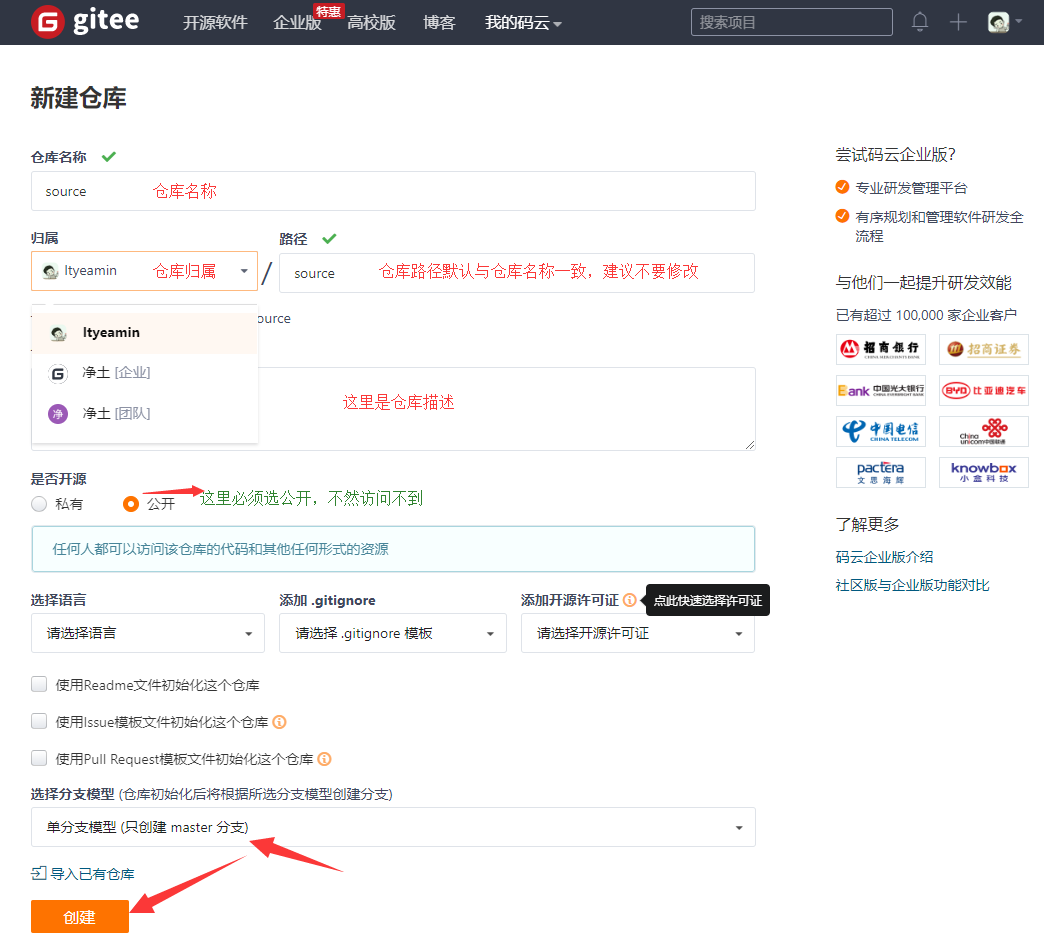 gitee 开源软件 企业版 特惠 高校版 博客 我的码云 搜索项目
新建仓库
仓库名称
source 仓库名称
归属 路径
ltyeamin 仓库归属 / source 仓库路径默认与仓库名称一致，建议不要修改
ource
ltyeamin
净土 [企业]
净 净土 [团队]
这里是仓库描述
是否开源
私有 公开 这里必须选公开，不然访问不到
任何人都可以访问该仓库的代码和其他任何形式的资源
选择语言 添加 .gitignore 添加开源许可证 点此快速选择许可证
请选择语言 请选择 .gitignore 模板 请选择开源许可证
使用Readme文件初始化这个仓库
使用Issue模板文件初始化这个仓库
使用Pull Request模板文件初始化这个仓库
选择分支模型 (仓库初始化后将根据所选分支模型创建分支)
单分支模型 (只创建 master 分支)
导入已有仓库
创建
尝试码云企业版？
专业研发管理平台
有序规划和管理软件研发全
流程
与他们一起提升研发效能
已有超过 100,000 家企业客户
招商银行 招商证券
CHINA MERCHANTS BANK
Bank 中国光大银行 BYD 比亚迪汽车
CHINA EVERBRIGHT BANK
中国电信 China
CHINA TELECOM unicom中国联通
pactera knowbox
文思海辉 小盒科技
了解更多
码云企业版介绍
社区版与企业版功能对比